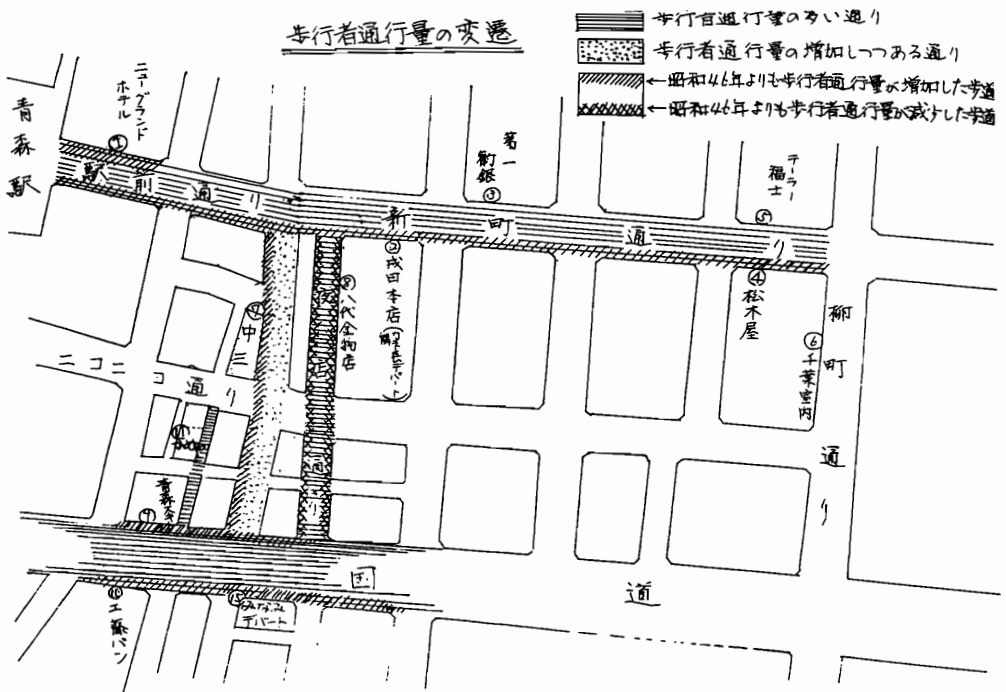 歩行者通行量の変遷
歩行者通行量の多い通り
歩行者通行量の増加しつつある通り
←昭和46年よりも歩行者通行量が増加した歩道
←昭和46年よりも歩行者通行量が減少した歩道
青森駅
ニューグランドホテル
①
駅前通り
新町通り
第一
勧銀
③
テーラー
福士
⑤
②成田本店
④松木屋
⑥千葉室内
柳町通り
⑧八代金物店
⑦中三
夜店通り
ニコニコ通り
⑨
⑩工藤パン
みなみ
デパート
国道